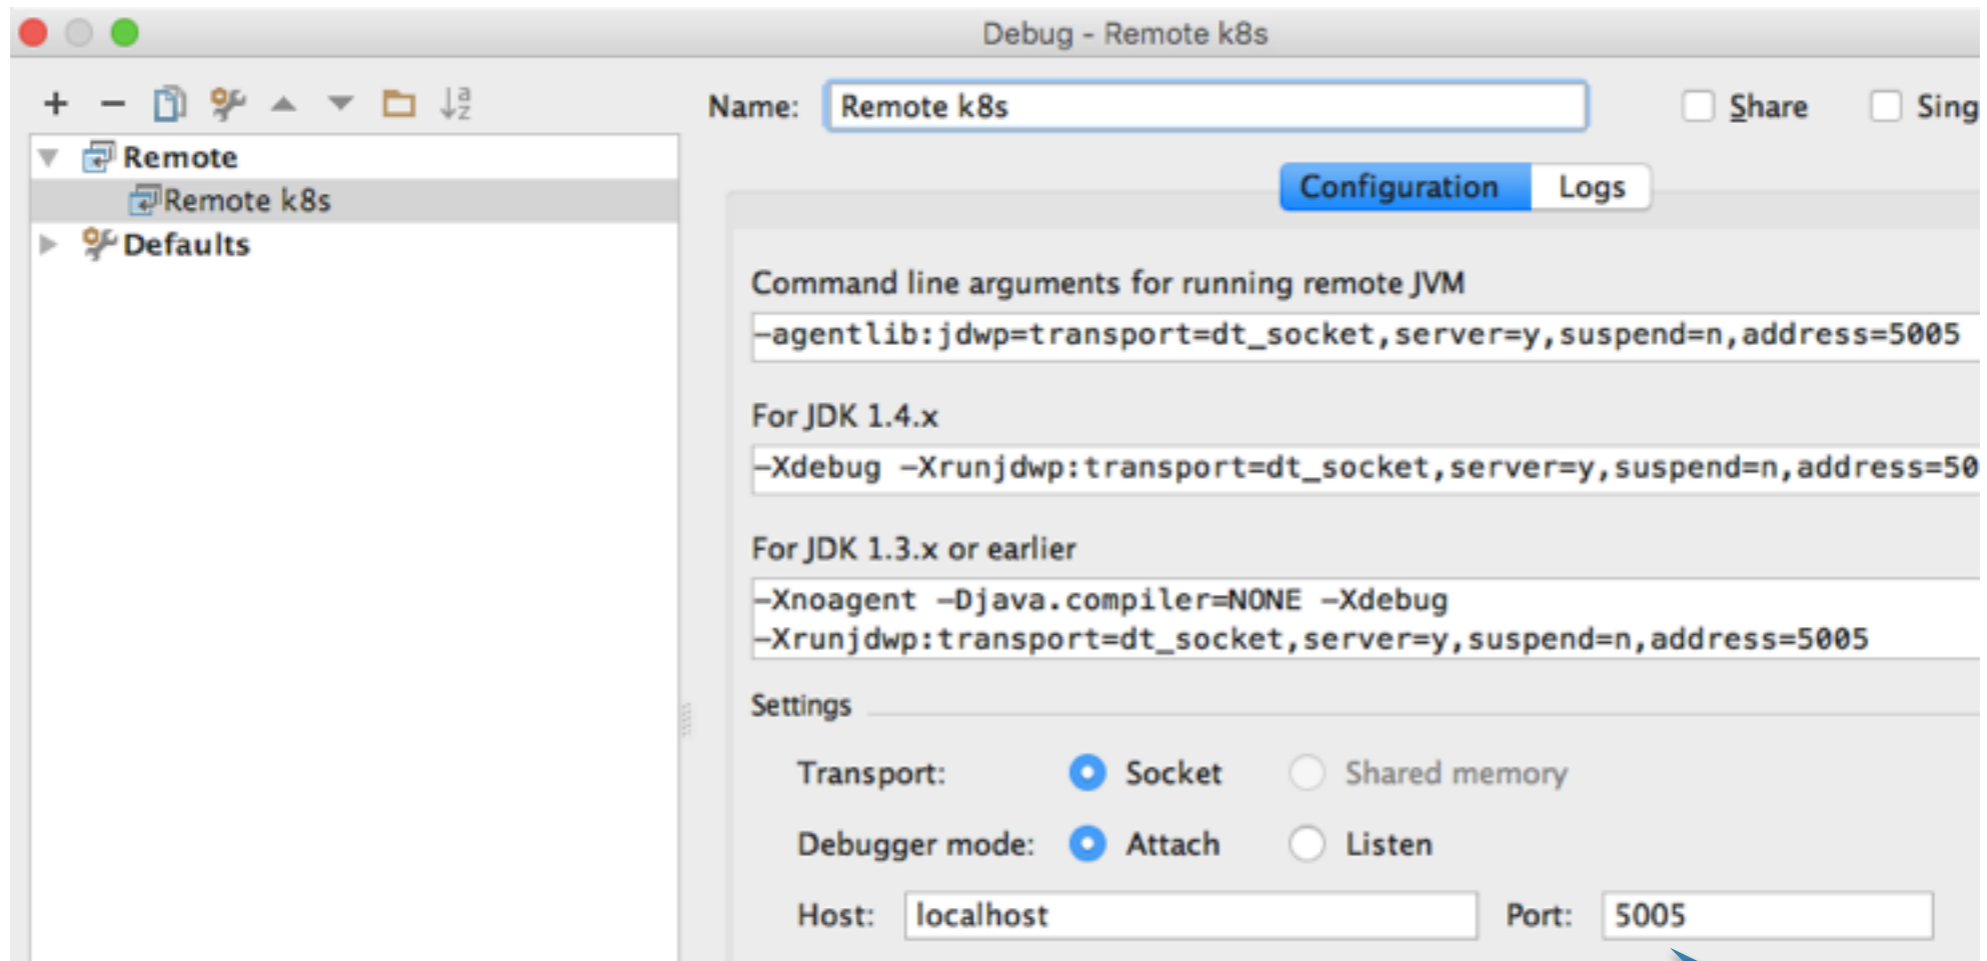 Debug - Remote k8s
Name: Remote k8s Share Sing
Remote
Remote k8s
Defaults
Configuration Logs
Command line arguments for running remote JVM
-agentlib:jdwp=transport=dt_socket,server=y,suspend=n,address=5005
For JDK 1.4.x
-Xdebug -Xrunjdwp:transport=dt_socket,server=y,suspend=n,address=50
For JDK 1.3.x or earlier
-Xnoagent -Djava.compiler=NONE -Xdebug
-Xrunjdwp:transport=dt_socket,server=y,suspend=n,address=5005
Settings
Transport: Socket Shared memory
Debugger mode: Attach Listen
Host: localhost Port: 5005